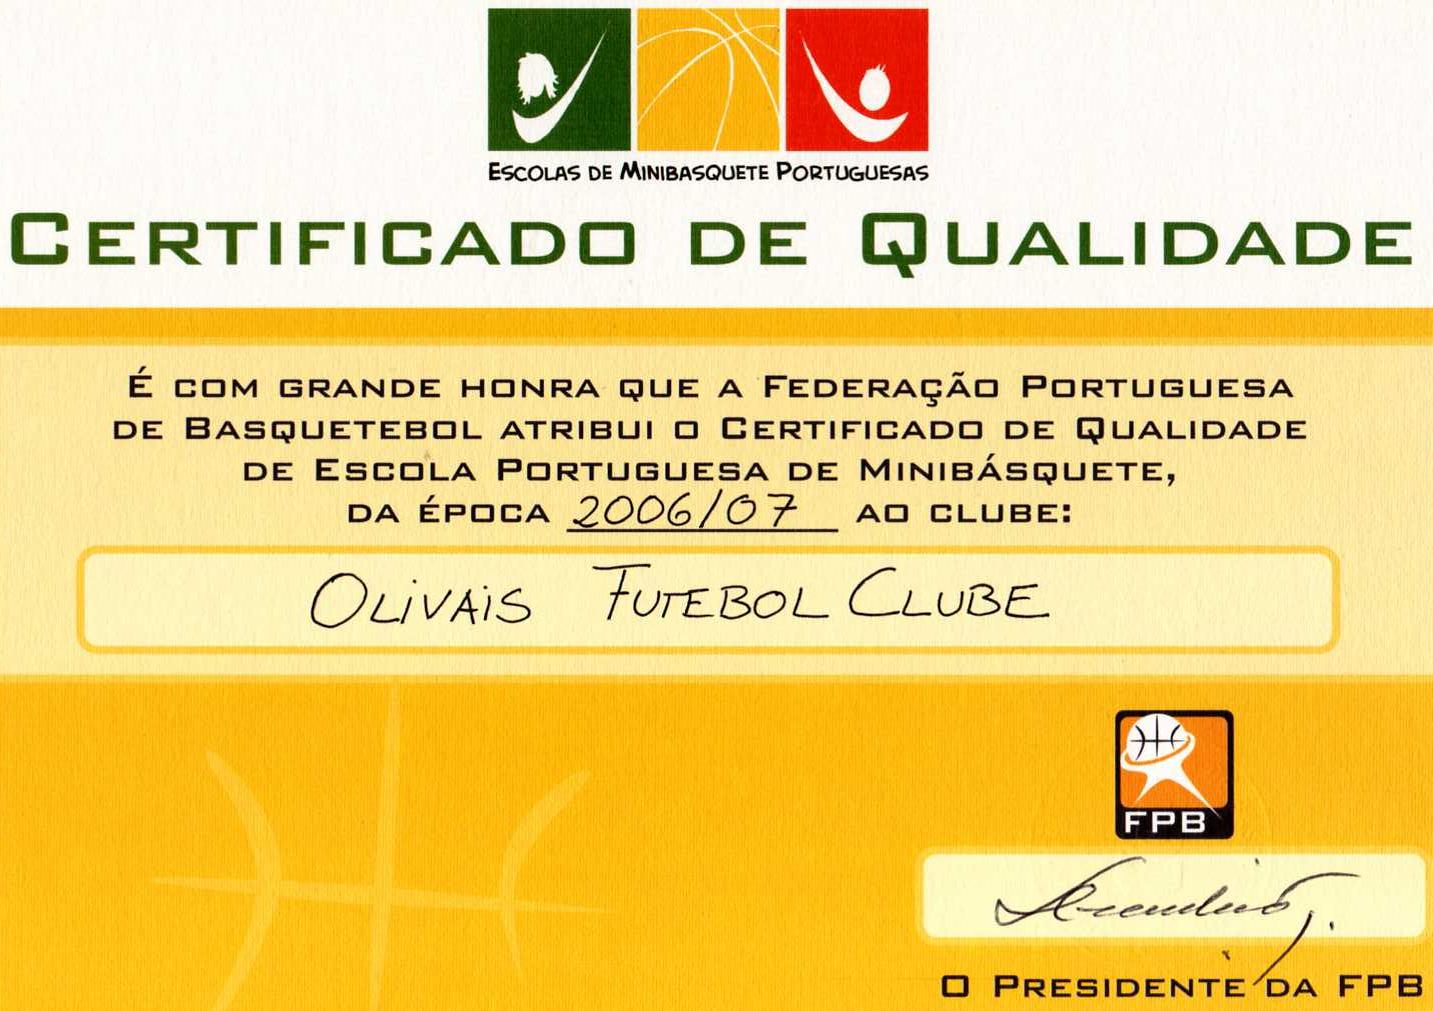 ESCOLAS DE MINIBASQUETE PORTUGUESAS
CERTIFICADO DE QUALIDADE
É COM GRANDE HONRA QUE A FEDERAÇÃO PORTUGUESA
DE BASQUETEBOL ATRIBUI O CERTIFICADO DE QUALIDADE
DE ESCOLA PORTUGUESA DE MINIBÁSQUETE,
DA ÉPOCA 2006/07 AO CLUBE:
OLIVAIS FUTEBOL CLUBE
FPB
O PRESIDENTE DA FPB